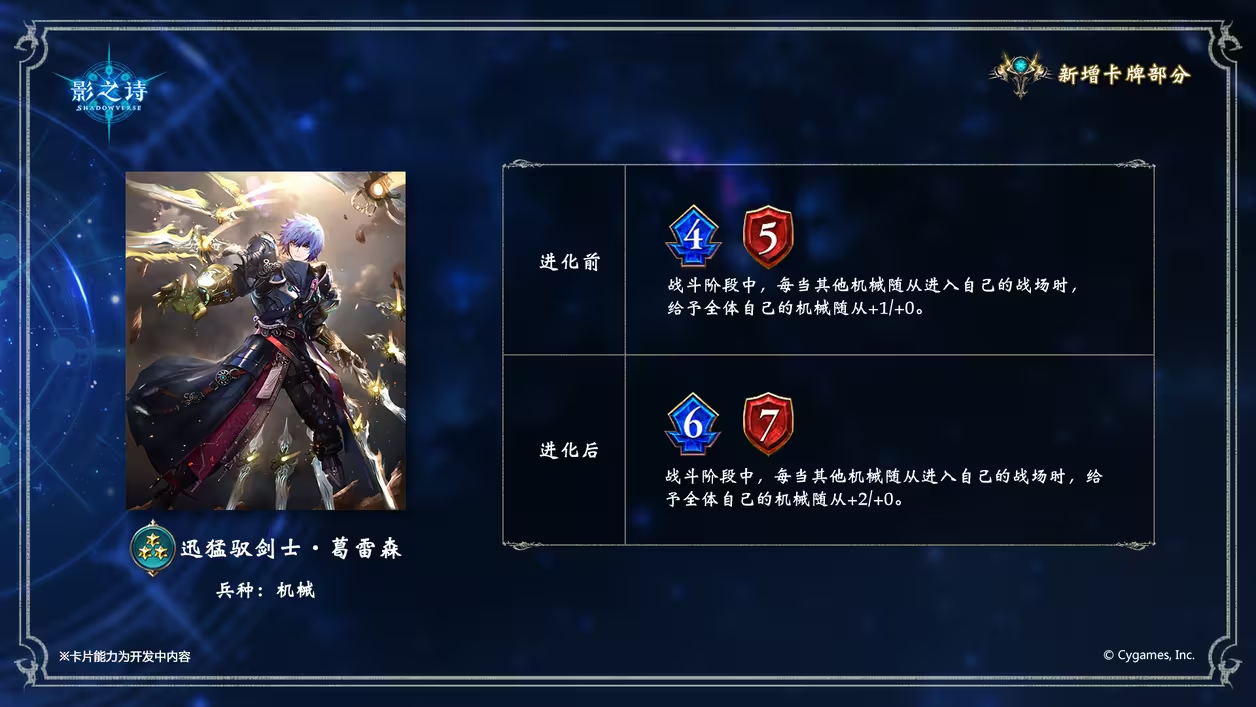 影之诗
SHADOWVERSE
新增卡牌部分
进化前
4 5
战斗阶段中，每当其他机械随从进入自己的战场时，
给予全体自己的机械随从+1/+0。
进化后
6 7
战斗阶段中，每当其他机械随从进入自己的战场时，给
予全体自己的机械随从+2/+0。
迅猛驭剑士·葛雷森
兵种：机械
※卡片能力为开发中内容
© Cygames, Inc.